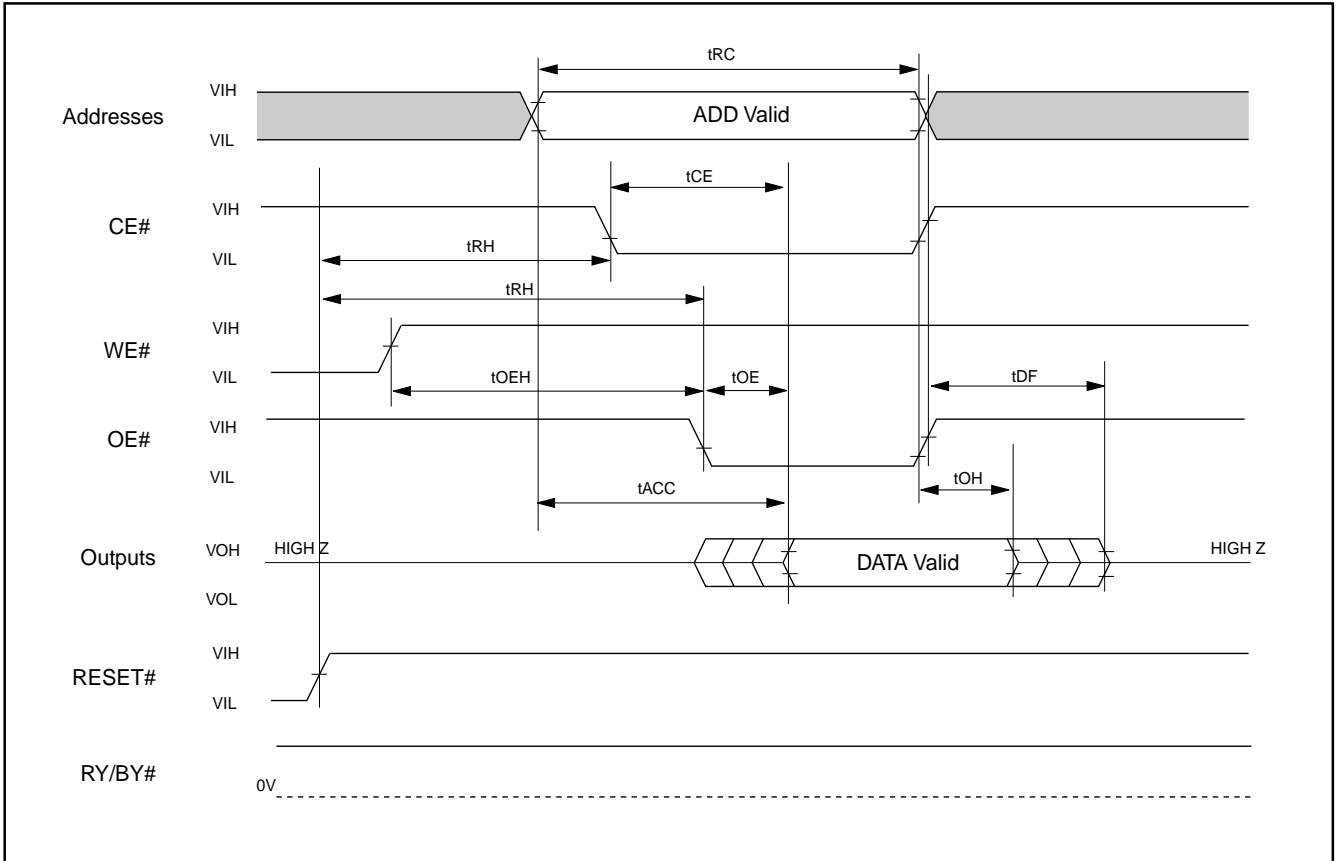 tRC
VIH
Addresses
ADD Valid
VIL
tCE
VIH
CE#
tRH
VIL
tRH
VIH
WE#
VIL
tOEH
tOE
tDF
VIH
OE#
VIL
tACC
tOH
Outputs
VOH
HIGH Z
DATA Valid
HIGH Z
VOL
VIH
RESET#
VIL
RY/BY#
0V